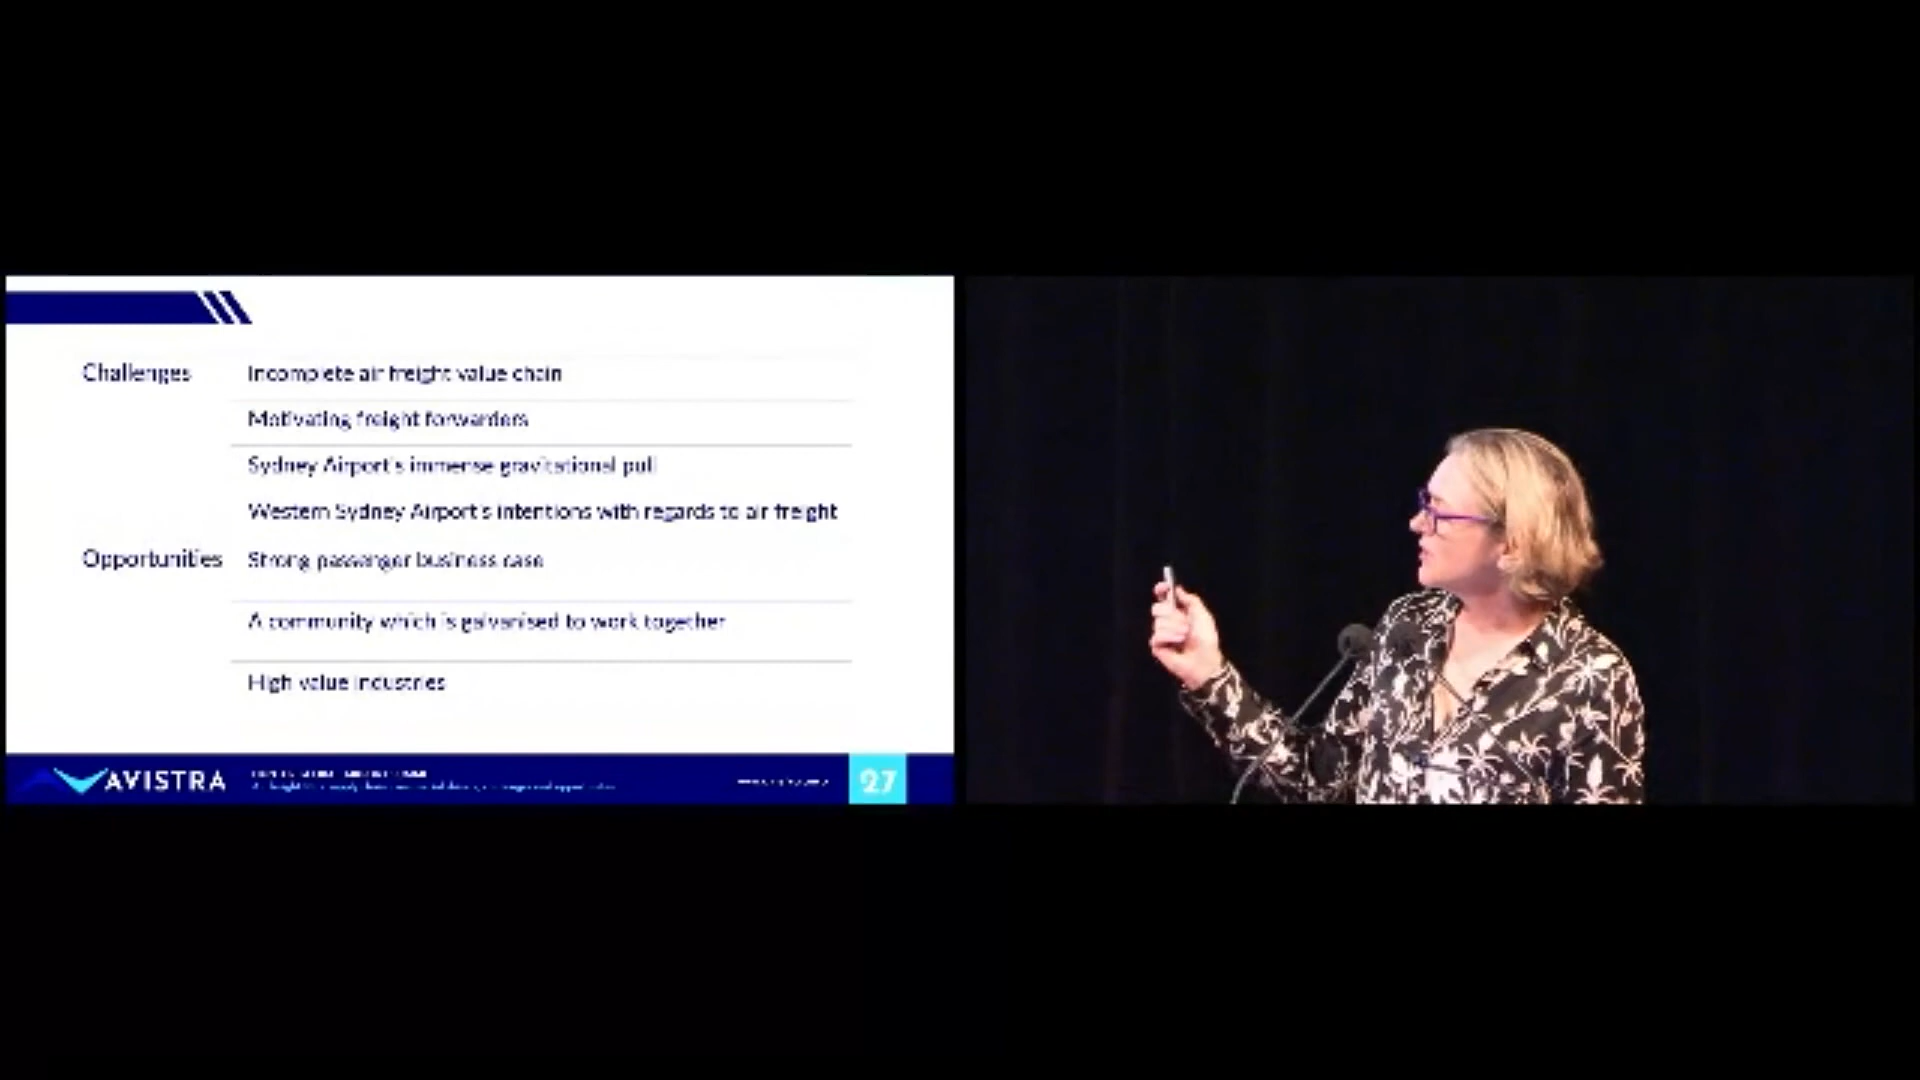 Challenges Incomplete air freight value chain
Motivating freight forwarders
Sydney Airport's immense gravitational pull
Western Sydney Airport's intentions with regards to air freight
Opportunities Strong passenger business case
A community which is galvanised to work together
High value industries
AVISTRA
27